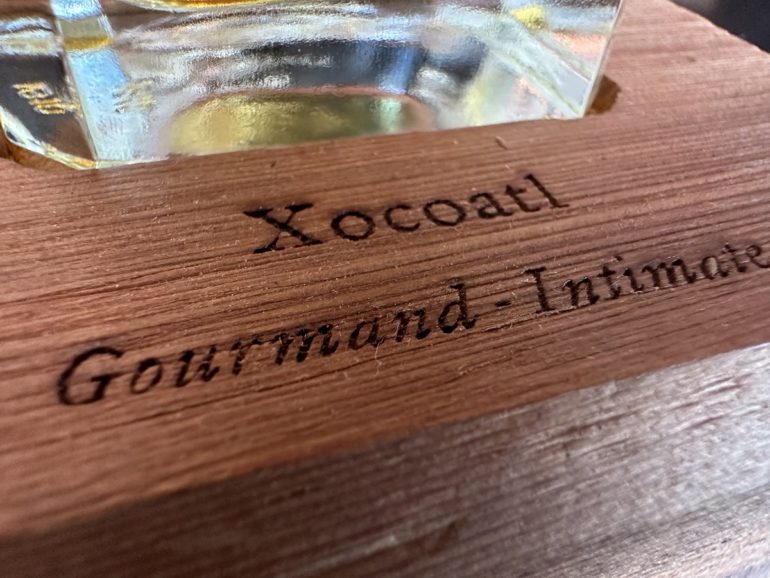 Xocoatl
Gourmand - Intimate